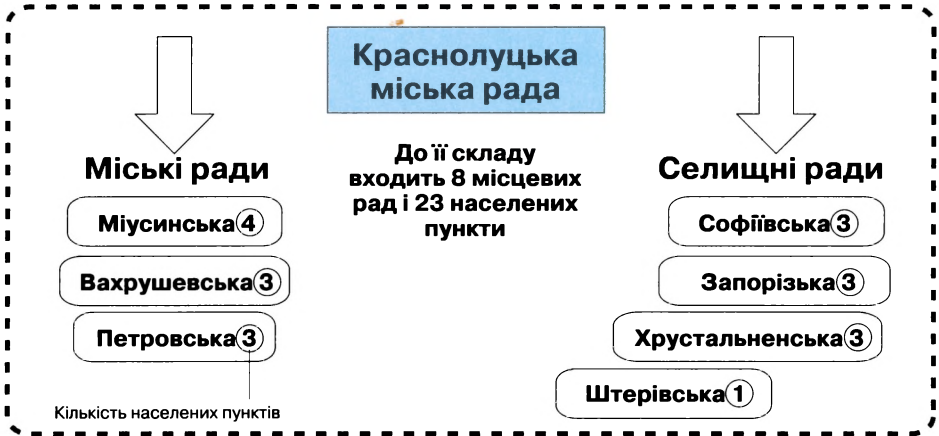 Краснолуцька
міська рада
До її складу
входить 8 місцевих
рад і 23 населених
пункти
Міські ради
Міусинська 4
Вахрушевська 3
Петровська 3
Кількість населених пунктів
Селищні ради
Софіївська 3
Запорізька 3
Хрустальненська 3
Штерівська 1